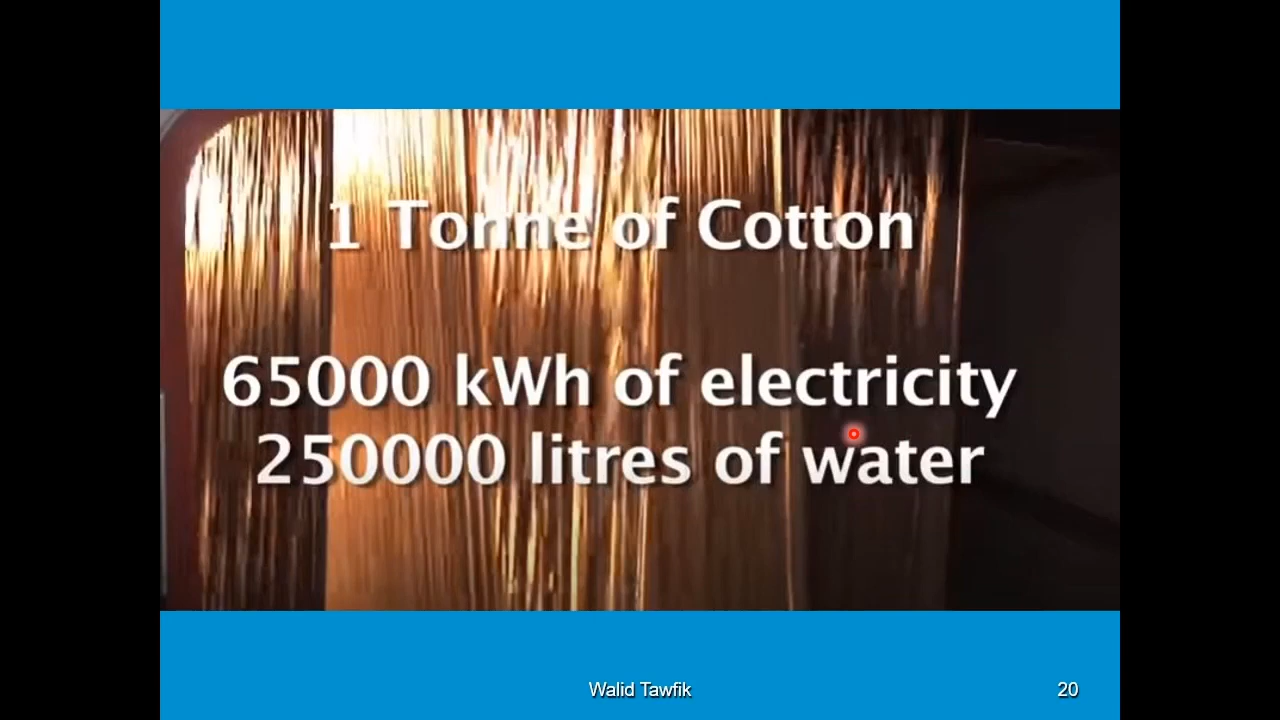 1 Tonne of Cotton
65000 kWh of electricity
250000 litres of water
Walid Tawfik
20